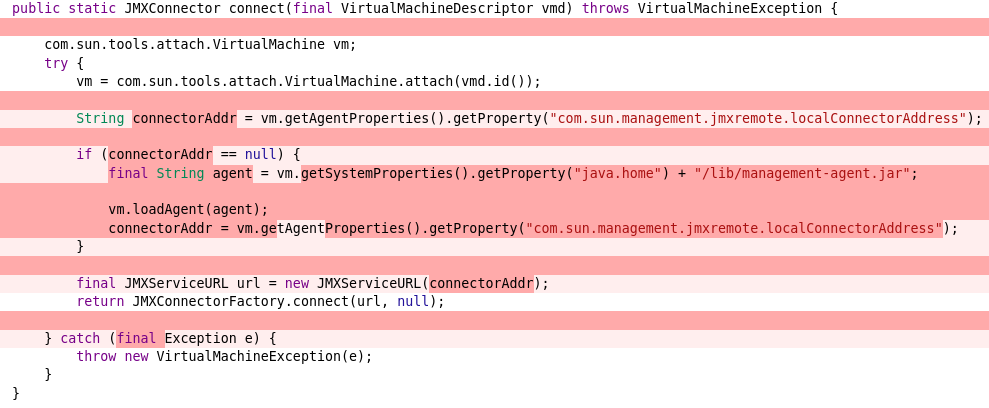 public static JMXConnector connect(final VirtualMachineDescriptor vmd) throws VirtualMachineException {
com.sun.tools.attach.VirtualMachine vm;
try {
vm = com.sun.tools.attach.VirtualMachine.attach(vmd.id());
String connectorAddr = vm.getAgentProperties().getProperty("com.sun.management.jmxremote.localConnectorAddress");
if (connectorAddr == null) {
final String agent = vm.getSystemProperties().getProperty("java.home") + "/lib/management-agent.jar";
vm.loadAgent(agent);
connectorAddr = vm.getAgentProperties().getProperty("com.sun.management.jmxremote.localConnectorAddress");
}
final JMXServiceURL url = new JMXServiceURL(connectorAddr);
return JMXConnectorFactory.connect(url, null);
} catch (final Exception e) {
throw new VirtualMachineException(e);
}
}